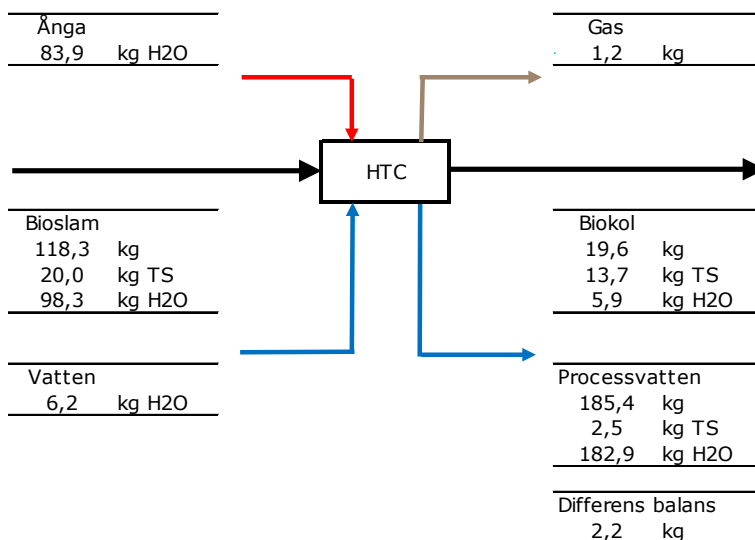 Ånga
83,9 kg H2O
Gas
1,2 kg
HTC
Bioslam
118,3 kg
20,0 kg TS
98,3 kg H2O
Biokol
19,6 kg
13,7 kg TS
5,9 kg H2O
Vatten
6,2 kg H2O
Processvatten
185,4 kg
2,5 kg TS
182,9 kg H2O
Differens balans
2,2 kg